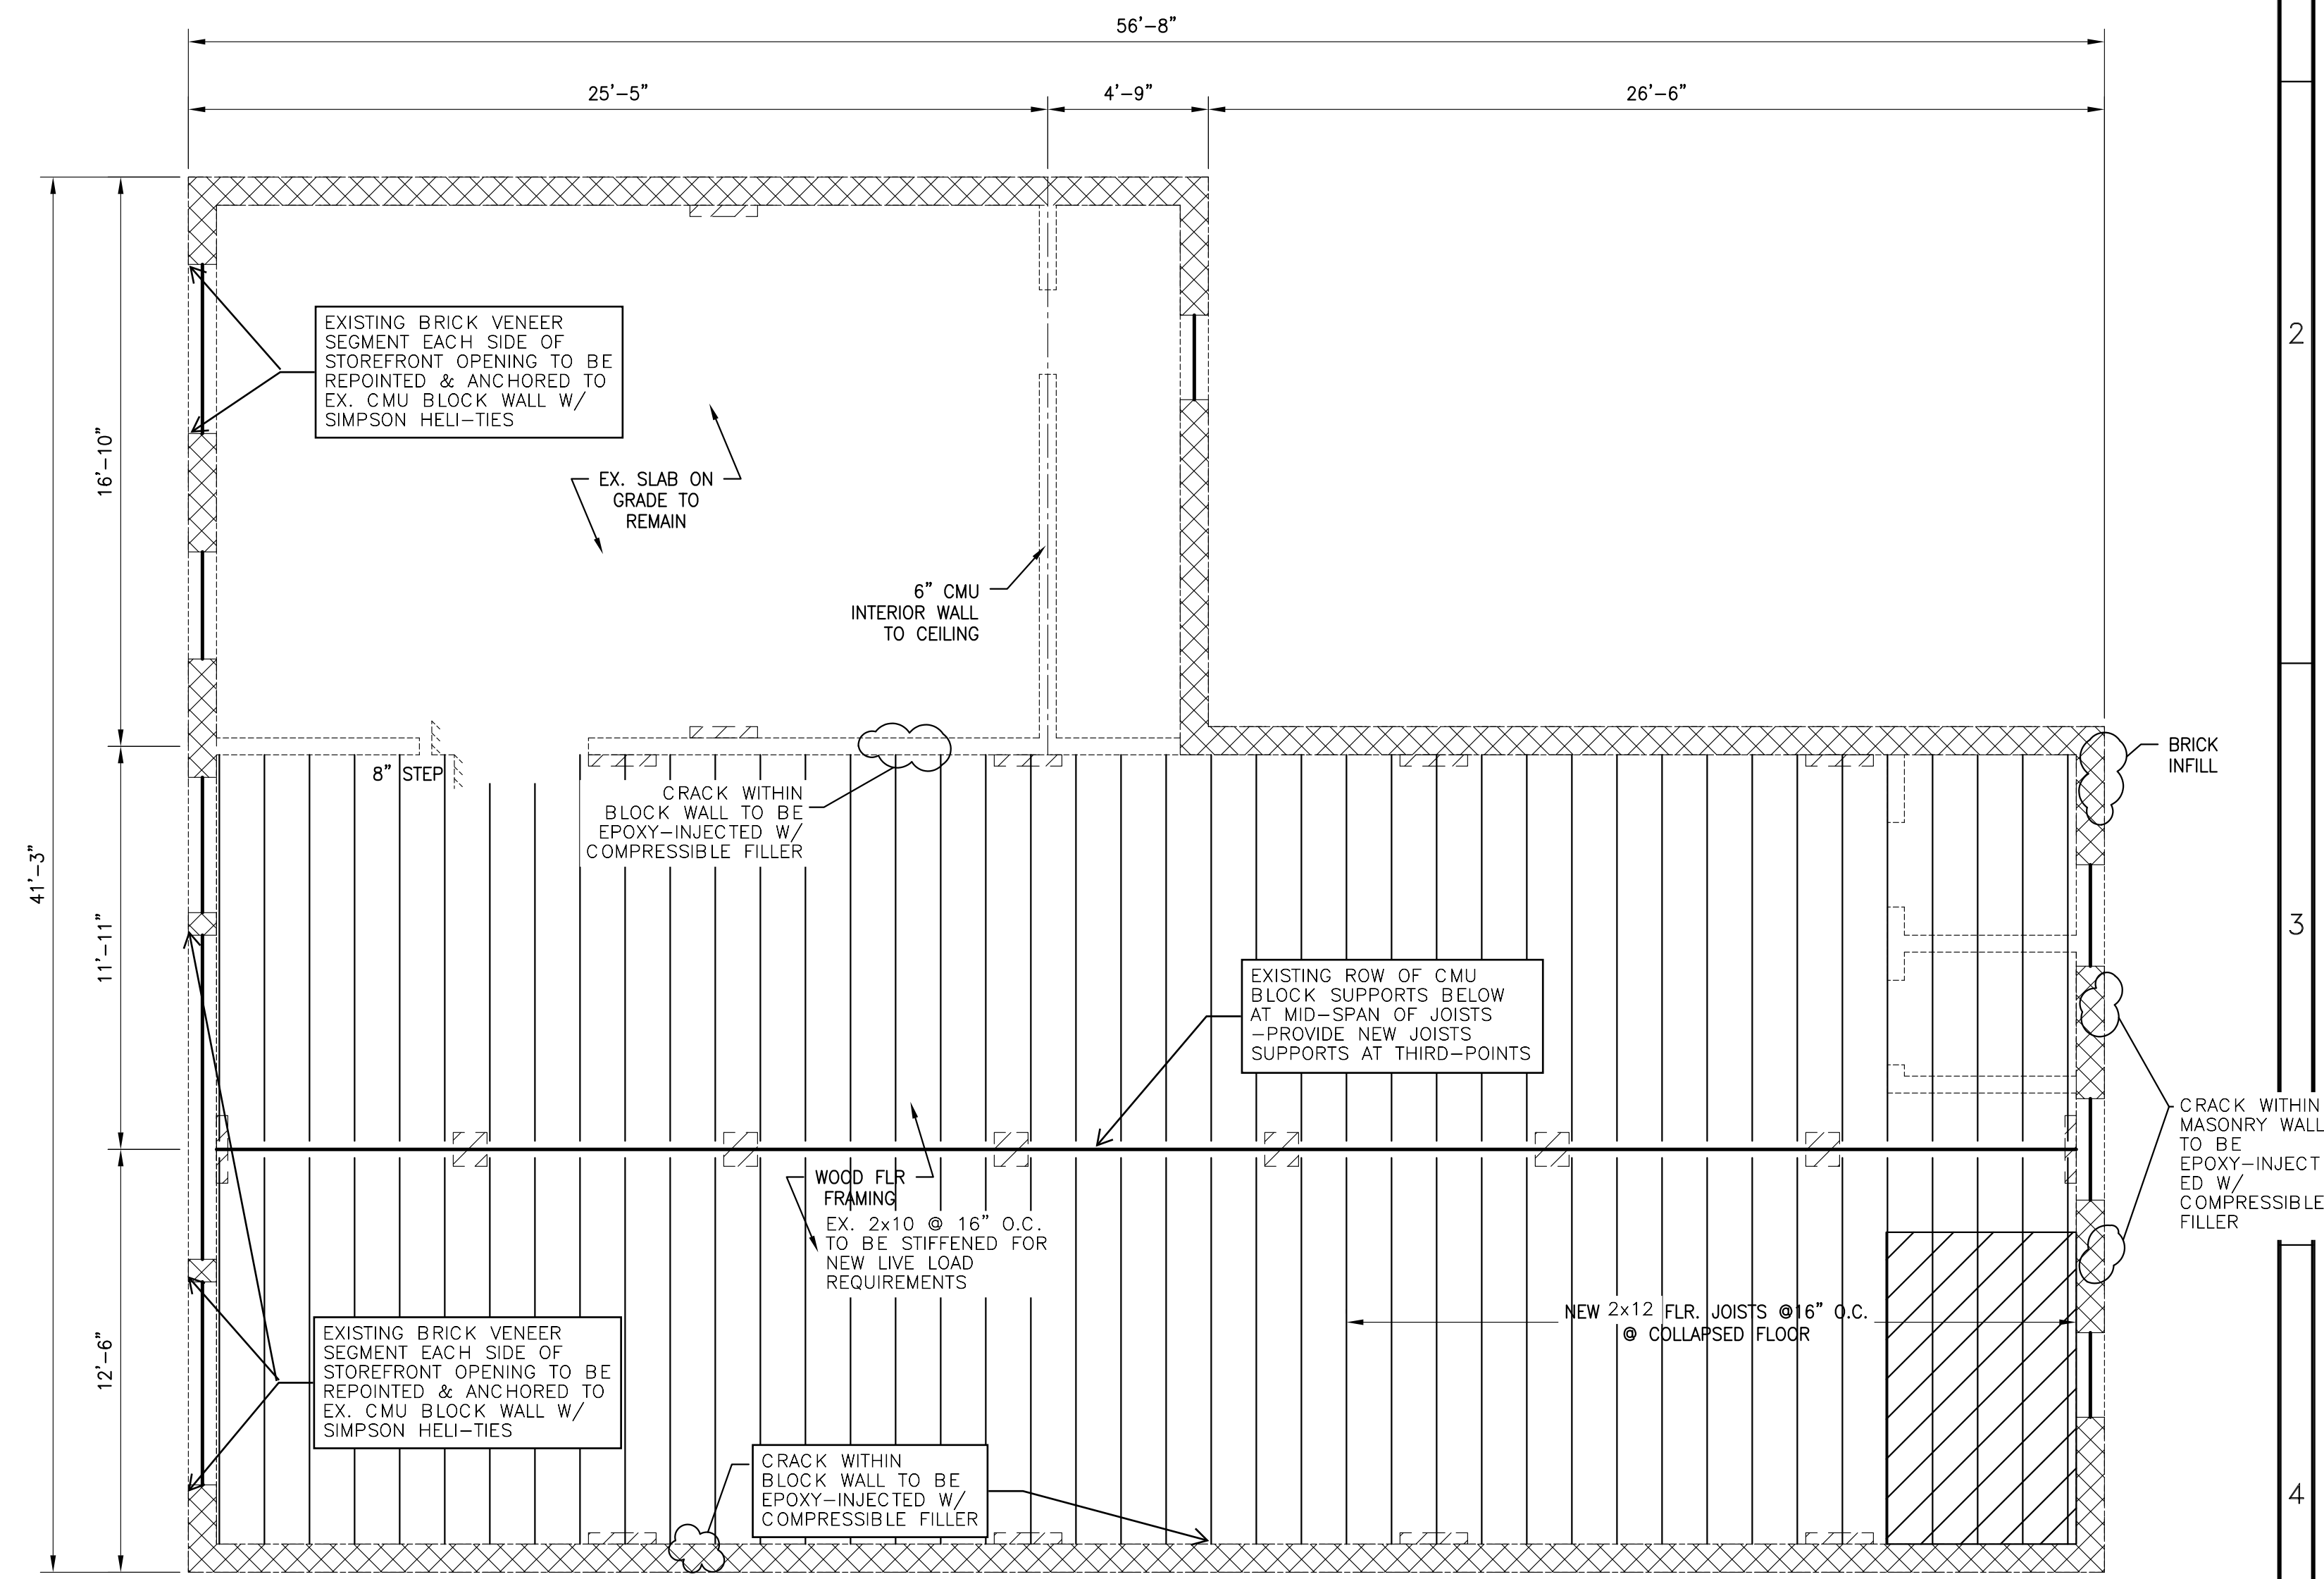 56'-8"
25'-5"
4'-9"
26'-6"
2
EXISTING BRICK VENEER
SEGMENT EACH SIDE OF
STOREFRONT OPENING TO BE
REPOINTED & ANCHORED TO
EX. CMU BLOCK WALL W/
SIMPSON HELI-TIES
16'-10"
EX. SLAB ON
GRADE TO
REMAIN
6" CMU
INTERIOR WALL
TO CEILING
8" STEP
BRICK
INFILL
CRACK WITHIN
BLOCK WALL TO BE
EPOXY-INJECTED W/
COMPRESSIBLE FILLER
41'-3"
11'-11"
3
EXISTING ROW OF CMU
BLOCK SUPPORTS BELOW
AT MID-SPAN OF JOISTS
-PROVIDE NEW JOISTS
SUPPORTS AT THIRD-POINTS
CRACK WITHIN
MASONRY WALL
TO BE
EPOXY-INJECT
ED W/
COMPRESSIBLE
FILLER
WOOD FLR
FRAMING
EX. 2x10 @ 16" O.C.
TO BE STIFFENED FOR
NEW LIVE LOAD
REQUIREMENTS
NEW 2x12 FLR. JOISTS @16" O.C.
@ COLLAPSED FLOOR
12'-6"
EXISTING BRICK VENEER
SEGMENT EACH SIDE OF
STOREFRONT OPENING TO BE
REPOINTED & ANCHORED TO
EX. CMU BLOCK WALL W/
SIMPSON HELI-TIES
CRACK WITHIN
BLOCK WALL TO BE
EPOXY-INJECTED W/
COMPRESSIBLE FILLER
4